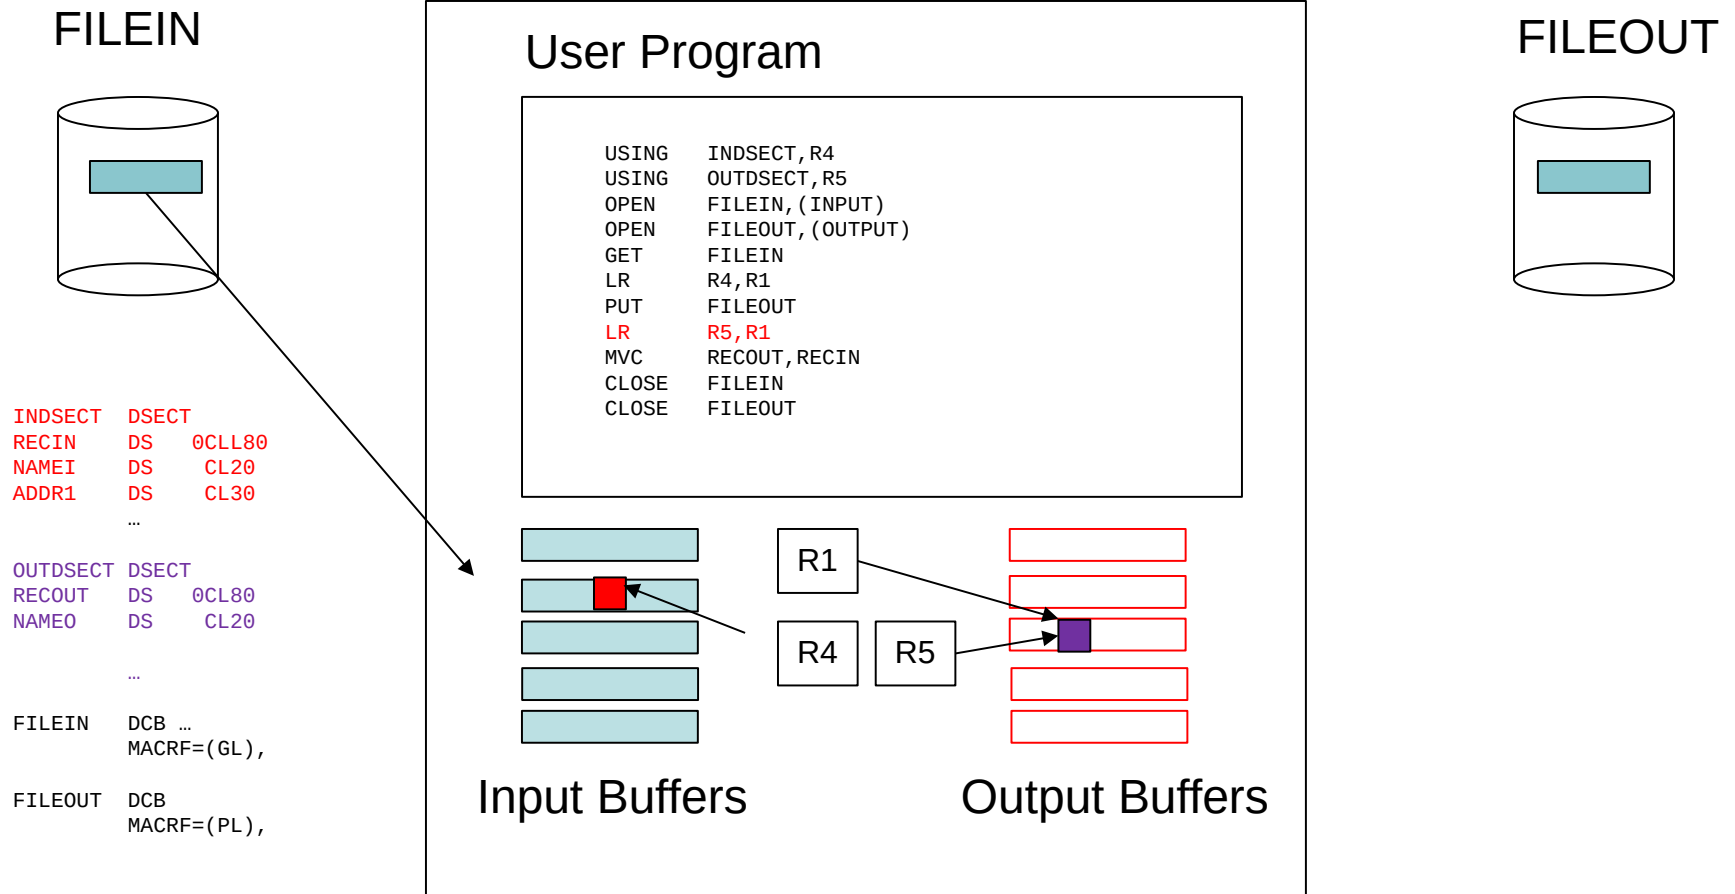 FILEIN
User Program
FILEOUT
USING   INDSECT,R4
USING   OUTDSECT,R5
OPEN    FILEIN,(INPUT)
OPEN    FILEOUT,(OUTPUT)
GET     FILEIN
LR      R4,R1
PUT     FILEOUT
LR      R5,R1
MVC     RECOUT,RECIN
CLOSE   FILEIN
CLOSE   FILEOUT
INDSECT  DSECT
RECIN    DS   0CLL80
NAMEI    DS    CL20
ADDR1    DS    CL30
…
OUTDSECT DSECT
RECOUT   DS   0CL80
NAMEO    DS    CL20
…
FILEIN   DCB …
MACRF=(GL),
FILEOUT  DCB
MACRF=(PL),
R1
R4
R5
Input Buffers
Output Buffers